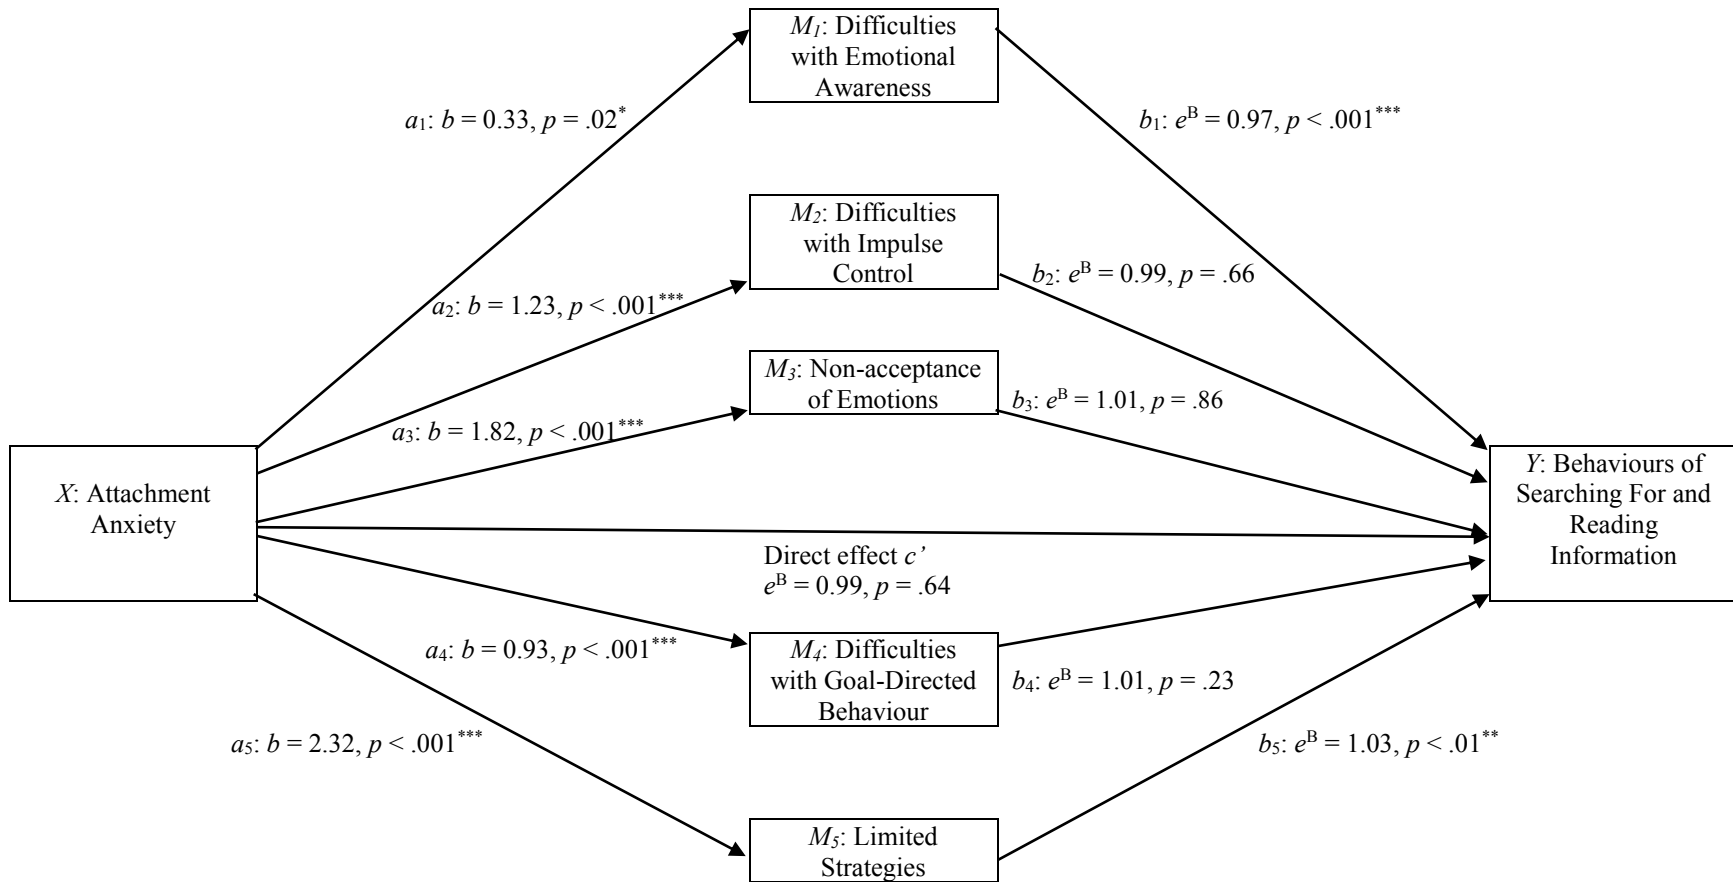 M₁: Difficulties
with Emotional
Awareness
a₁: b = 0.33, p = .02*
b₁: eᴮ = 0.97, p < .001***
M₂: Difficulties
with Impulse
Control
a₂: b = 1.23, p < .001***
b₂: eᴮ = 0.99, p = .66
M₃: Non-acceptance
of Emotions
a₃: b = 1.82, p < .001***
b₃: eᴮ = 1.01, p = .86
X: Attachment
Anxiety
Y: Behaviours of
Searching For and
Reading
Information
Direct effect c’
eᴮ = 0.99, p = .64
a₄: b = 0.93, p < .001***
M₄: Difficulties
with Goal-Directed
Behaviour
b₄: eᴮ = 1.01, p = .23
a₅: b = 2.32, p < .001***
b₅: eᴮ = 1.03, p < .01**
M₅: Limited
Strategies